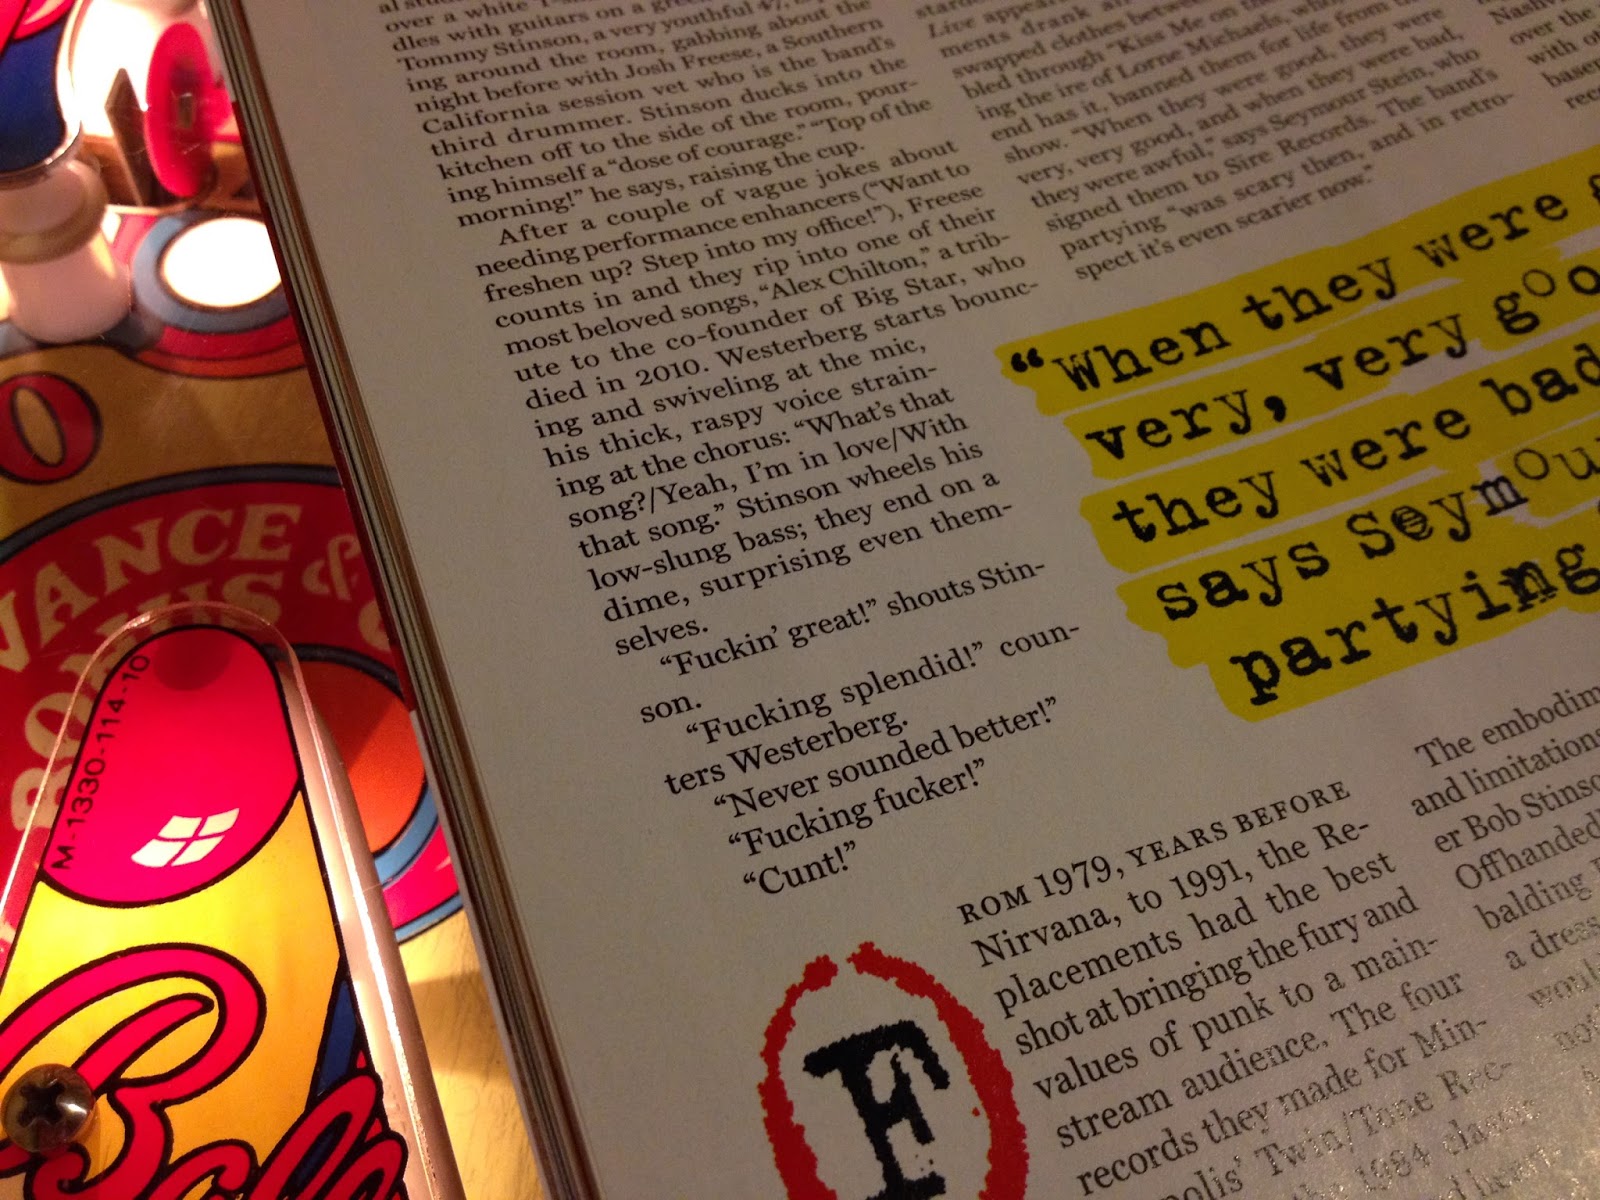 over a white
dles with guitars on a
Tommy Stinson, a very youthful 47,
ing around the room, gabbing about the
night before with Josh Freese, a Southern
California session vet who is the band's
third drummer. Stinson ducks into the
kitchen off to the side of the room, pour-
ing himself a “dose of courage.” “Top of the
morning!” he says, raising the cup.
After a couple of vague jokes about
needing performance enhancers (“Want to
freshen up? Step into my office!”), Freese
counts in and they rip into one of their
most beloved songs, “Alex Chilton,” a trib-
ute to the co-founder of Big Star, who
died in 2010. Westerberg starts bounc-
ing and swiveling at the mic,
his thick, raspy voice strain-
ing at the chorus: “What's that
song?/Yeah, I'm in love/With
that song.” Stinson wheels his
low-slung bass; they end on a
dime, surprising even them-
selves.
“Fuckin' great!” shouts Stin-
son.
“Fucking splendid!” coun-
ters Westerberg.
“Never sounded better!”
“Fucking fucker!”
“Cunt!”
F
ROM 1979, YEARS BEFORE
Nirvana, to 1991, the Re-
placements had the best
shot at bringing the fury and
values of punk to a main-
stream audience. The four
records they made for Min-
Twin/Tone Rec-
the 1984 classic
Live
ments drank
swapped clothes between
bled through “Kiss Me on the
ing the ire of Lorne Michaels, who,
end has it, banned them for life from the
show. “When they were good, they were
very, very good, and when they were bad,
they were awful,” says Seymour Stein, who
signed them to Sire Records. The band's
partying “was scary then, and in retro-
spect it's even scarier now.”
“When they were
very, very
they were bad
says
partying
The
and
er Bob
balding
a
over the
with
VANCE
BONUS &
M-1330-114-10
0